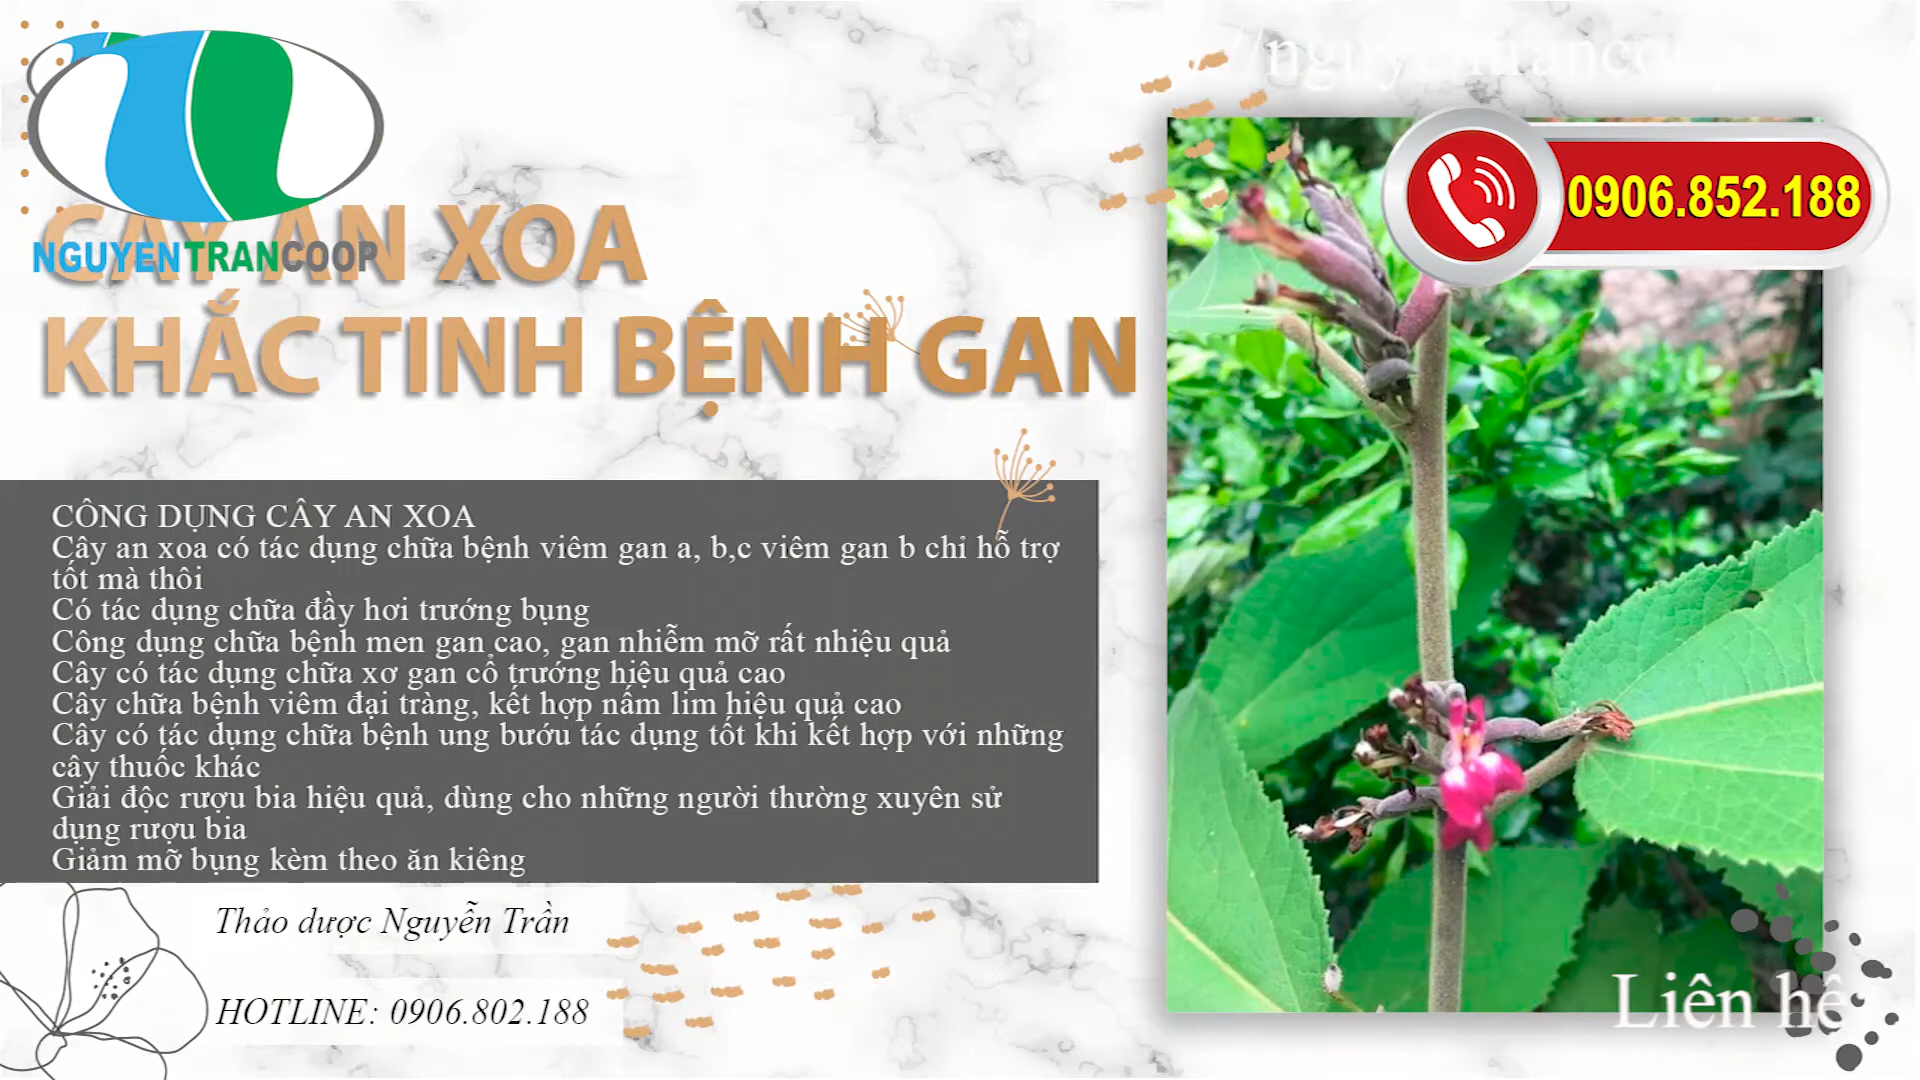 //nguyentranco
0906.852.188
NGUYENTRANCOOP
CÂY AN XOA
KHẮC TINH BỆNH GAN
CÔNG DỤNG CÂY AN XOA
Cây an xoa có tác dụng chữa bệnh viêm gan a, b,c viêm gan b chỉ hỗ trợ
tốt mà thôi
Có tác dụng chữa đầy hơi trướng bụng
Công dụng chữa bệnh men gan cao, gan nhiễm mỡ rất nhiệu quả
Cây có tác dụng chữa xơ gan cổ trướng hiệu quả cao
Cây chữa bệnh viêm đại tràng, kết hợp nấm lim hiệu quả cao
Cây có tác dụng chữa bệnh ung bướu tác dụng tốt khi kết hợp với những
cây thuốc khác
Giải độc rượu bia hiệu quả, dùng cho những người thường xuyên sử
dụng rượu bia
Giảm mỡ bụng kèm theo ăn kiêng
Thảo dược Nguyễn Trần
HOTLINE: 0906.802.188
Liên hệ